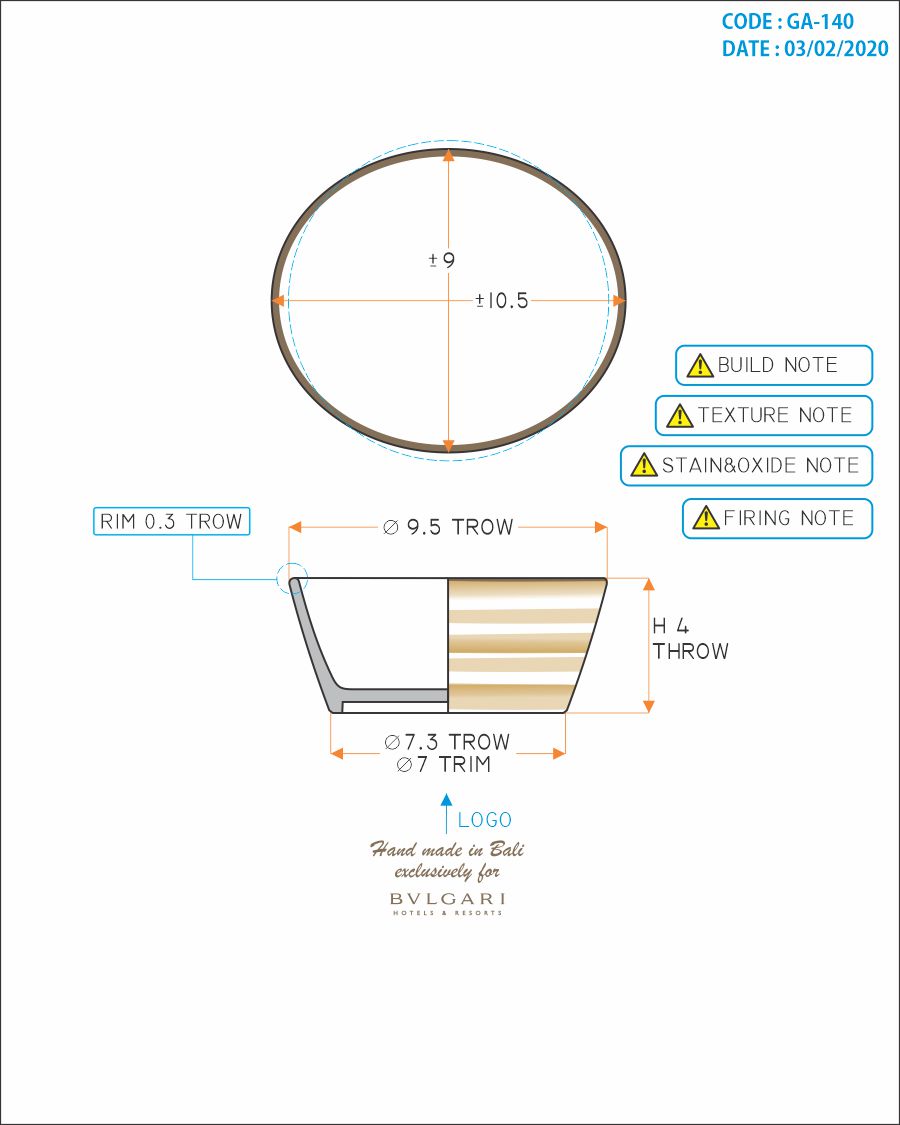 CODE : GA-140
DATE : 03/02/2020
±9
±10.5
BUILD NOTE
TEXTURE NOTE
STAIN&OXIDE NOTE
FIRING NOTE
RIM 0.3 TROW
∅ 9.5 TROW
H 4
THROW
∅7.3 TROW
∅7 TRIM
LOGO
Hand made in Bali
exclusively for
BVLGARI
HOTELS & RESORTS